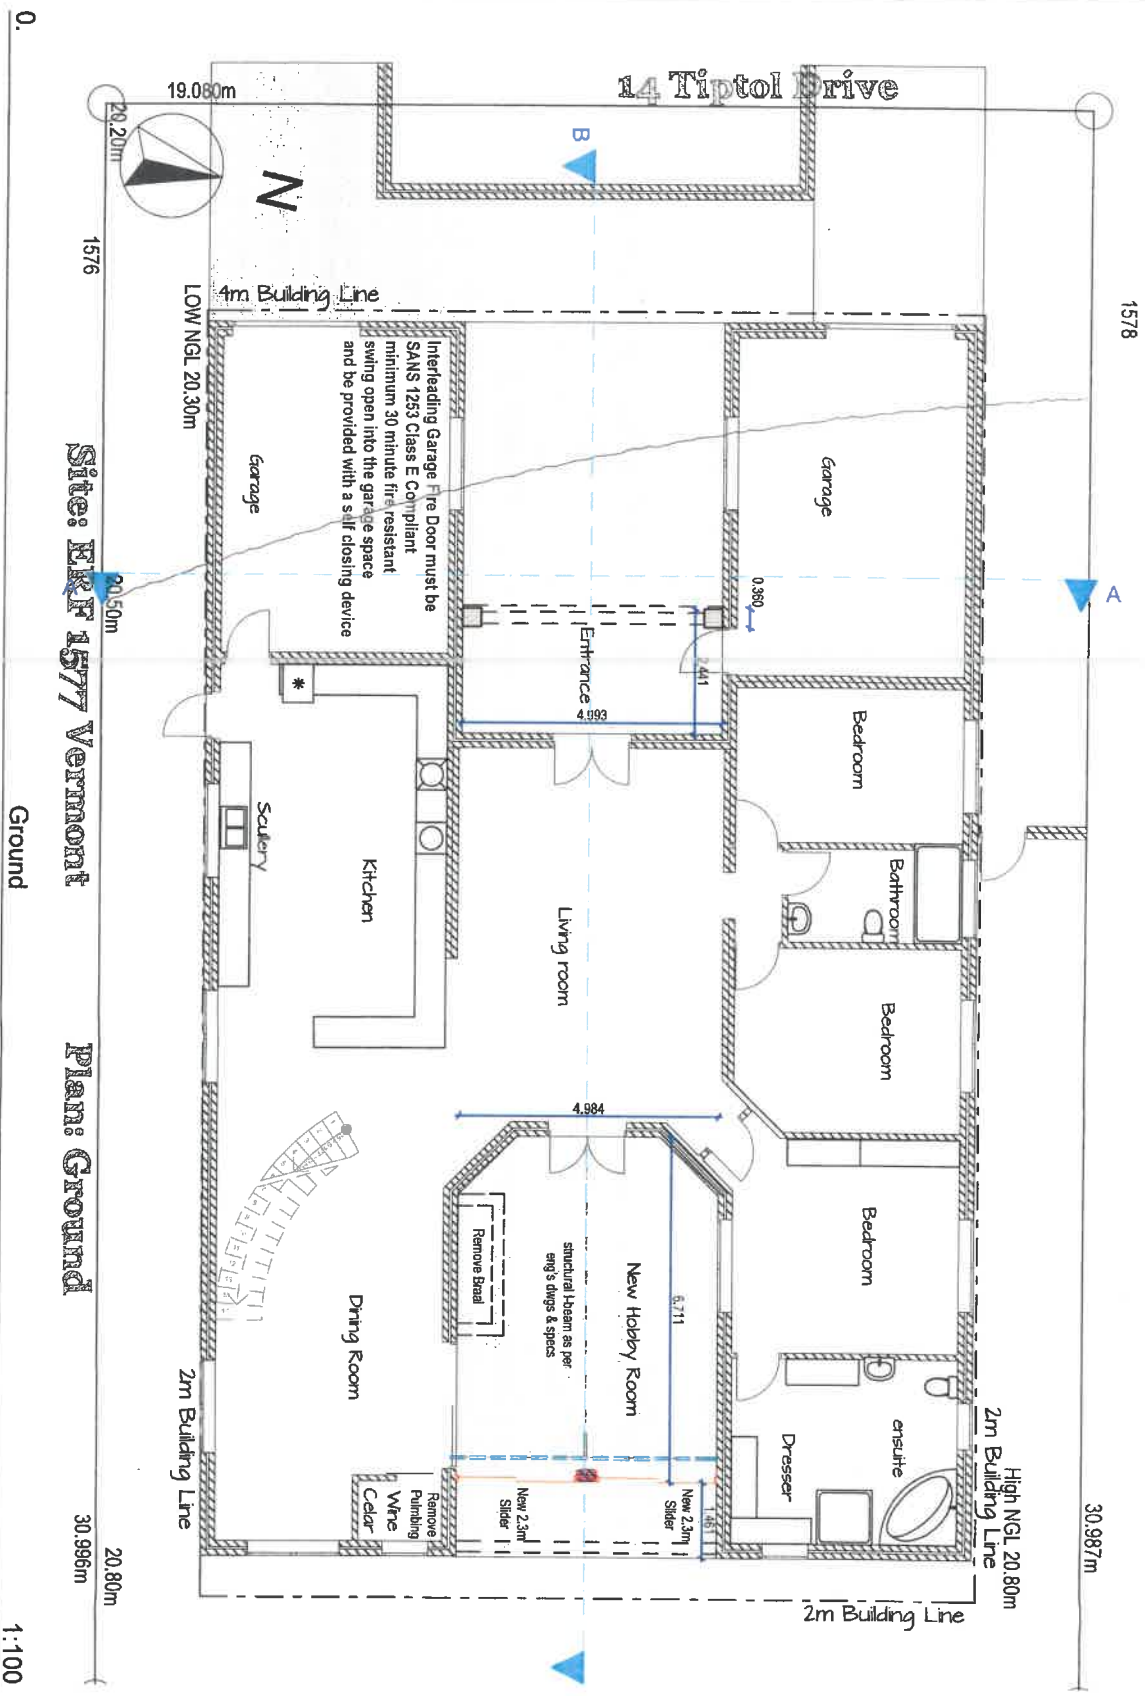 0.
Ground
1:100
Site: ERF 1577 Vermont
Plan: Ground
14 Tiptol Drive
19.080m
20.20m
N
1576
1578
4m Building Line
LOW NGL 20.30m
B
A
A
20.50m
Interleading Garage Fire Door must be
SANS 1253 Class E Compliant
minimum 30 minute fire resistant
swing open into the garage space
and be provided with a self closing device
Garage
Garage
0.360
Entrance
2.441
4.993
Bedroom
Bathroom
Bedroom
Bedroom
*
Scullery
Kitchen
Living room
4.984
6.711
New Hobby Room
structural I-beam as per
eng's dwgs & specs
Remove Braai
Dining Room
ensuite
Dresser
New 2.3m
Slider
New 2.3m
Slider
1.461
Remove
Pulmbing
Wine
Celar
2m Building Line
High NGL 20.80m
2m Building Line
2m Building Line
30.987m
20.80m
30.996m